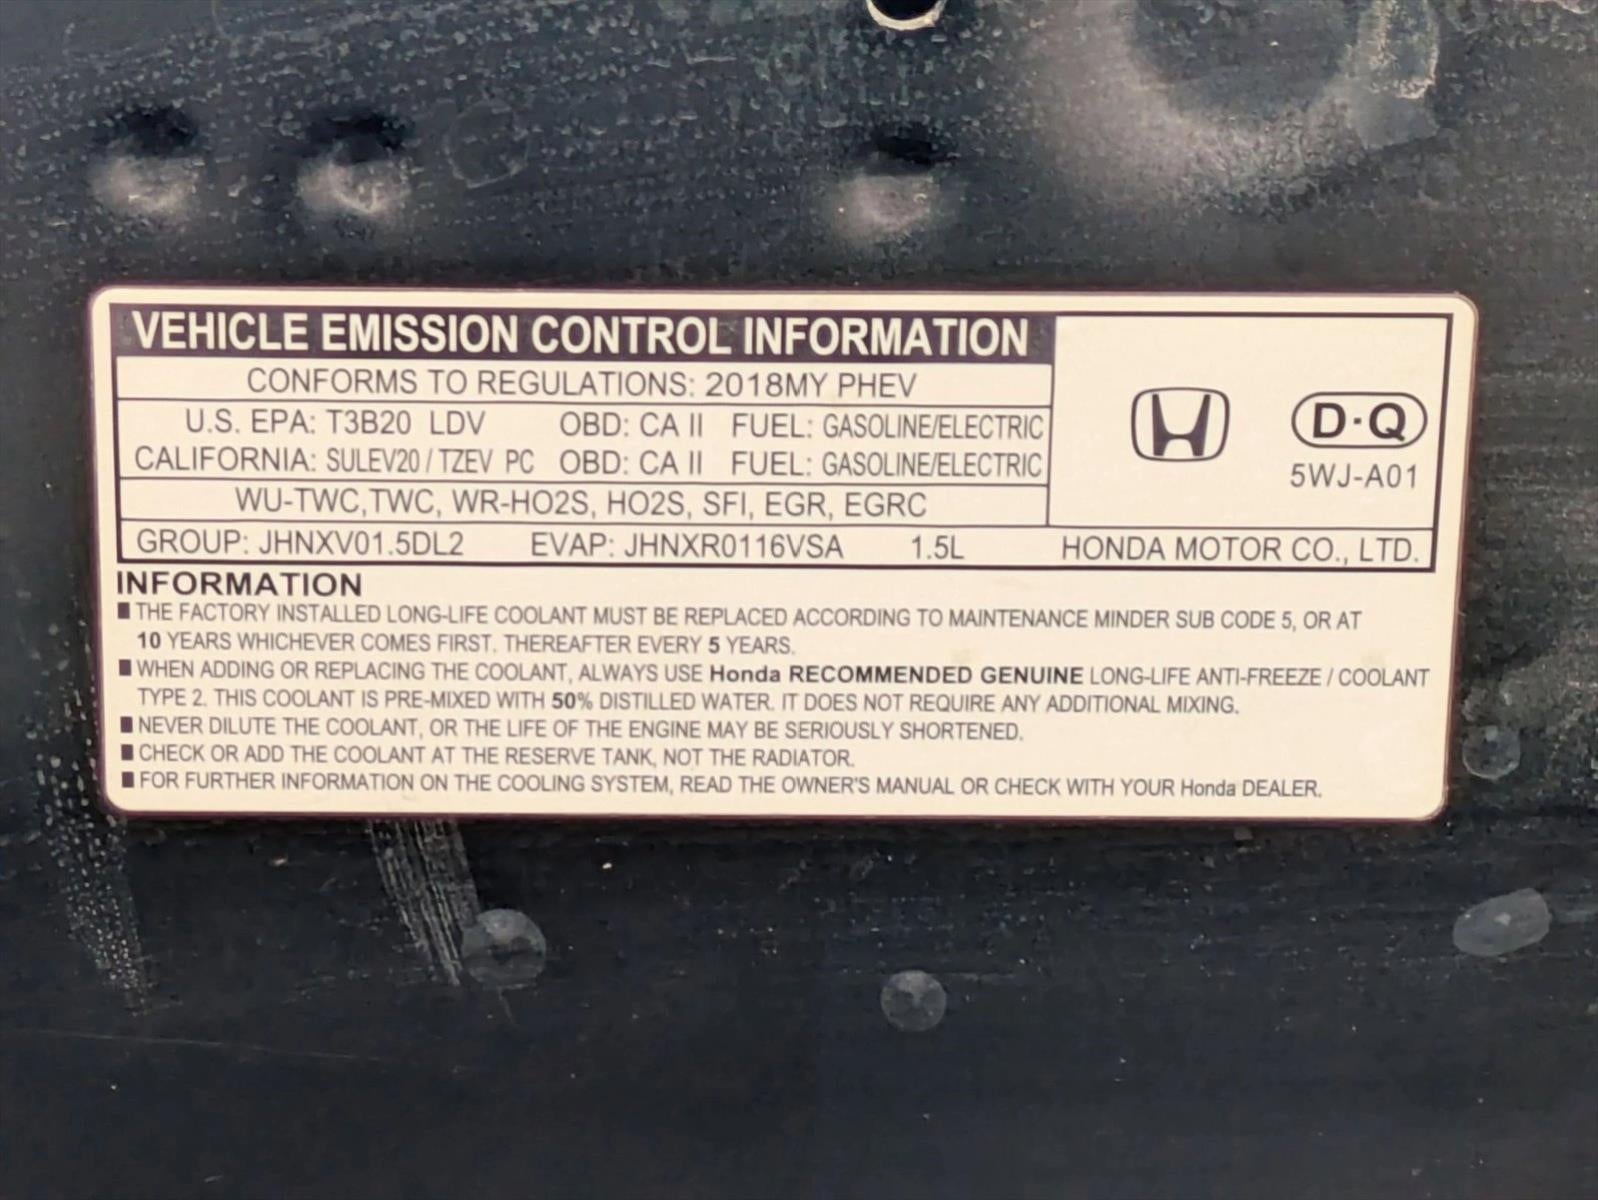 VEHICLE EMISSION CONTROL INFORMATION
CONFORMS TO REGULATIONS: 2018MY PHEV
U.S. EPA: T3B20 LDV OBD: CA II FUEL: GASOLINE/ELECTRIC
CALIFORNIA: SULEV20 / TZEV PC OBD: CA II FUEL: GASOLINE/ELECTRIC
WU-TWC, TWC, WR-HO2S, HO2S, SFI, EGR, EGRC
D·Q
5WJ-A01
GROUP: JHNXV01.5DL2 EVAP: JHNXR0116VSA 1.5L HONDA MOTOR CO., LTD.
INFORMATION
■ THE FACTORY INSTALLED LONG-LIFE COOLANT MUST BE REPLACED ACCORDING TO MAINTENANCE MINDER SUB CODE 5, OR AT
10 YEARS WHICHEVER COMES FIRST. THEREAFTER EVERY 5 YEARS.
■ WHEN ADDING OR REPLACING THE COOLANT, ALWAYS USE Honda RECOMMENDED GENUINE LONG-LIFE ANTI-FREEZE / COOLANT
TYPE 2. THIS COOLANT IS PRE-MIXED WITH 50% DISTILLED WATER. IT DOES NOT REQUIRE ANY ADDITIONAL MIXING.
■ NEVER DILUTE THE COOLANT, OR THE LIFE OF THE ENGINE MAY BE SERIOUSLY SHORTENED.
■ CHECK OR ADD THE COOLANT AT THE RESERVE TANK, NOT THE RADIATOR.
■ FOR FURTHER INFORMATION ON THE COOLING SYSTEM, READ THE OWNER'S MANUAL OR CHECK WITH YOUR Honda DEALER.